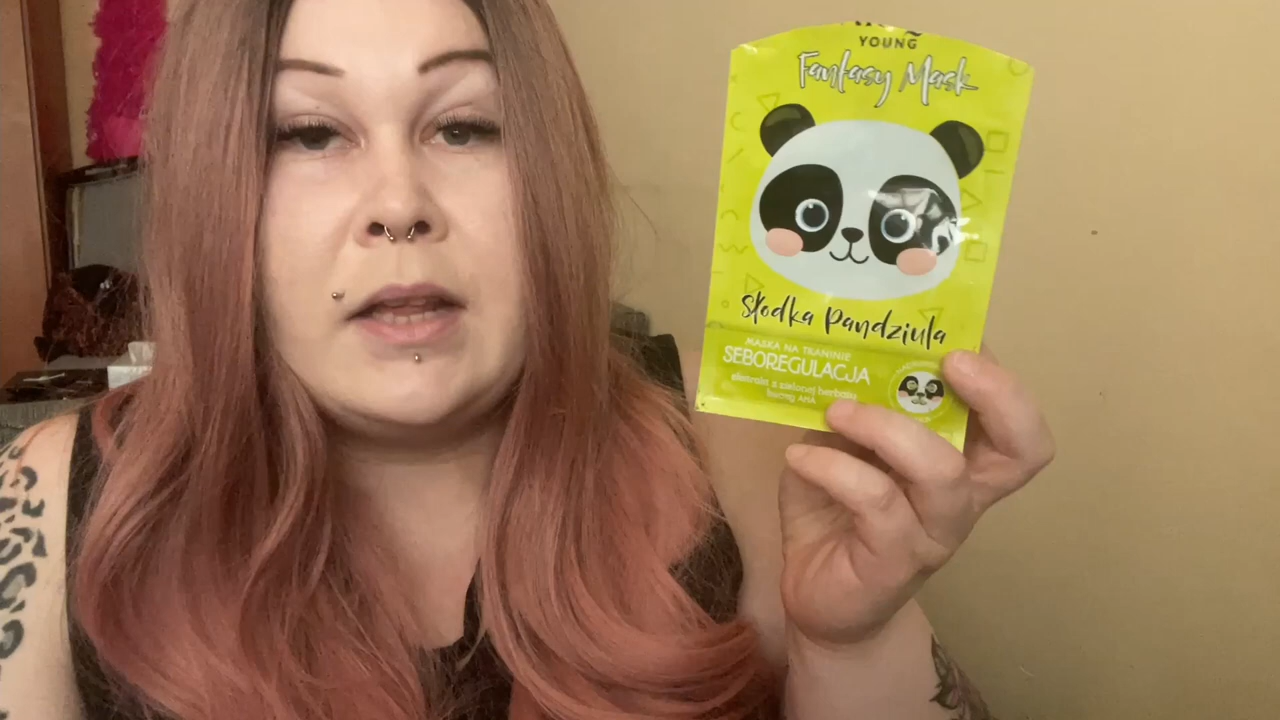 YOUNG
Fantasy Mask
Słodka Pandziula
MASKA NA TKANINIE
SEBOREGULACJA
ekstrakt z zielonej herbaty
kwasy AHA